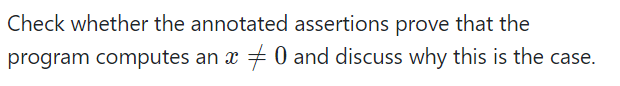 Check whether the annotated assertions prove that the
program computes an x ≠ 0 and discuss why this is the case.